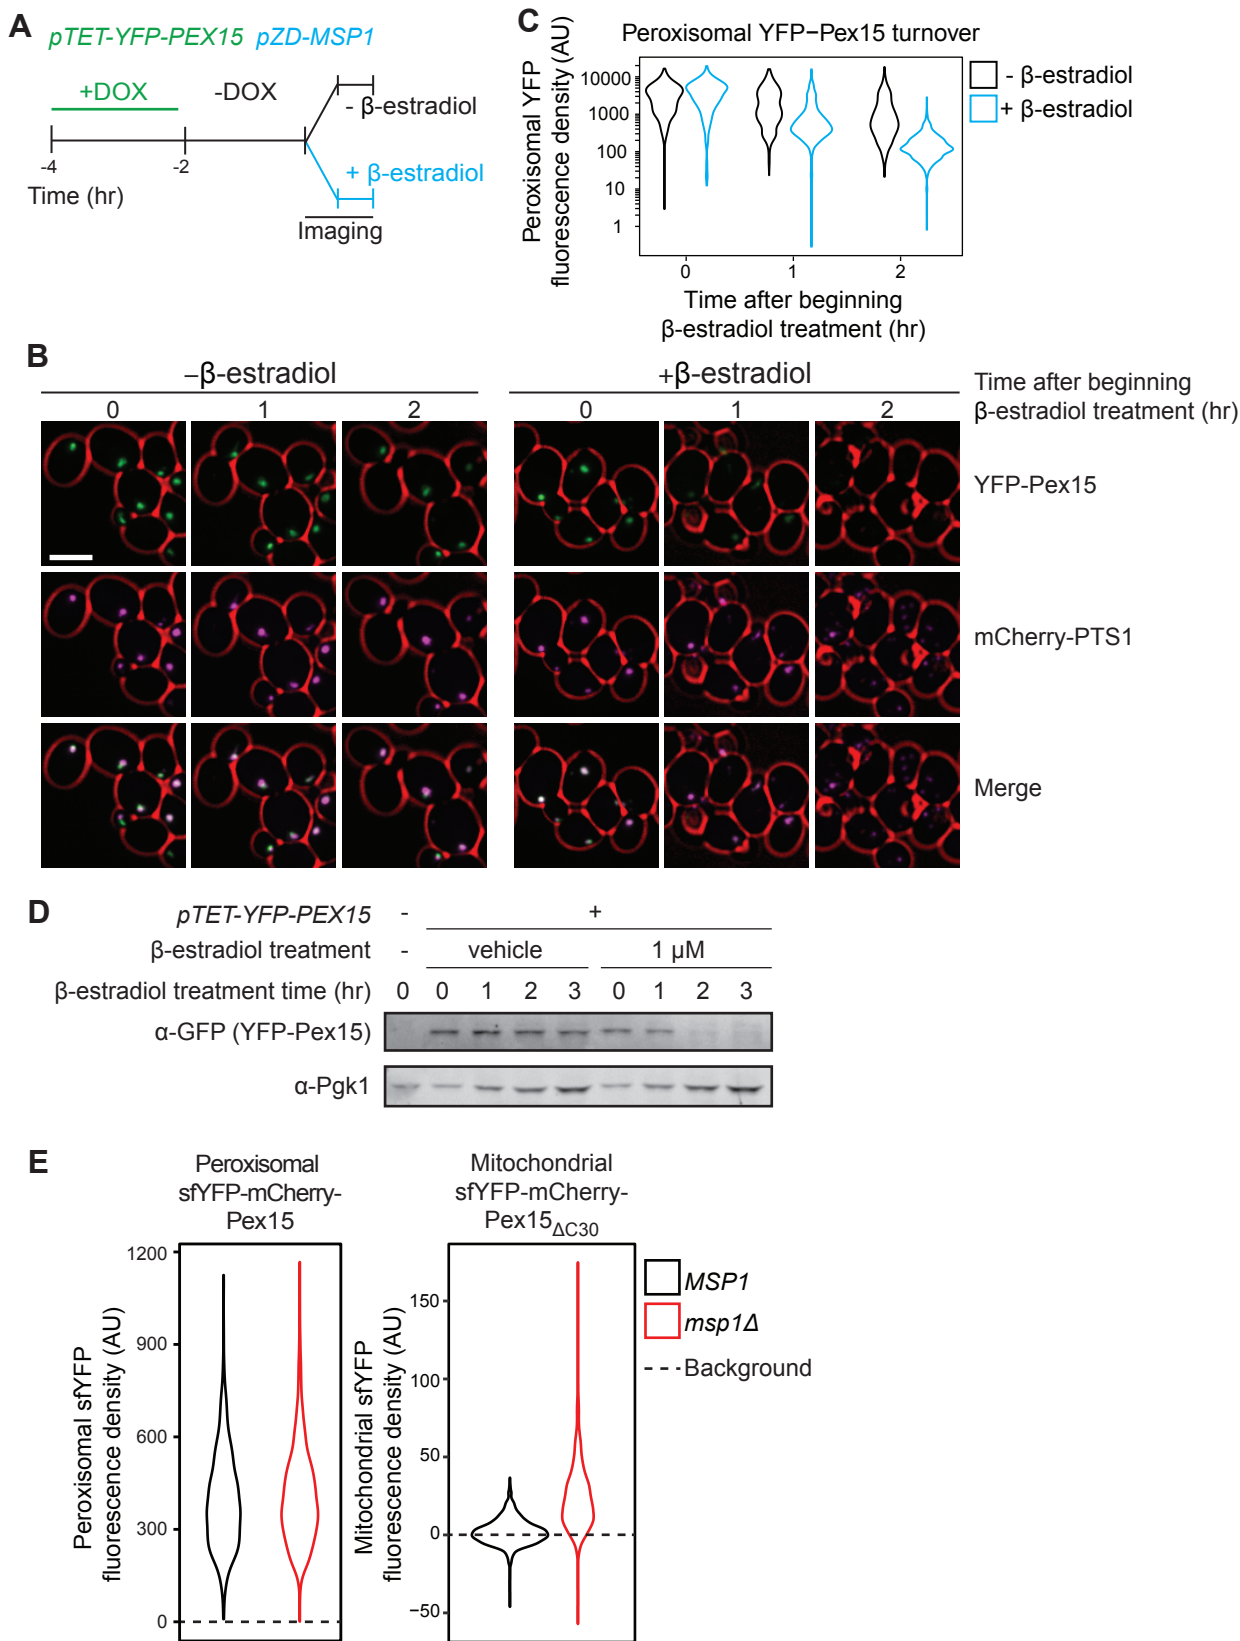 A
pTET-YFP-PEX15 pZD-MSP1
+DOX
-DOX
- β-estradiol
+ β-estradiol
-4
-2
Time (hr)
Imaging
C
Peroxisomal YFP−Pex15 turnover
Peroxisomal YFP
fluorescence density (AU)
10000
1000
100
10
1
0
1
2
Time after beginning
β-estradiol treatment (hr)
- β-estradiol
+ β-estradiol
B
−β-estradiol
+β-estradiol
0 1 2
0 1 2
Time after beginning
β-estradiol treatment (hr)
YFP-Pex15
mCherry-PTS1
Merge
D
pTET-YFP-PEX15 - +
β-estradiol treatment - vehicle 1 μM
β-estradiol treatment time (hr) 0 0 1 2 3 0 1 2 3
α-GFP (YFP-Pex15)
α-Pgk1
E
Peroxisomal
sfYFP-mCherry-
Pex15
Peroxisomal sfYFP
fluorescence density (AU)
1200
900
600
300
0
Mitochondrial
sfYFP-mCherry-
Pex15ΔC30
Mitochondrial sfYFP
fluorescence density (AU)
150
100
50
0
−50
MSP1
msp1Δ
Background